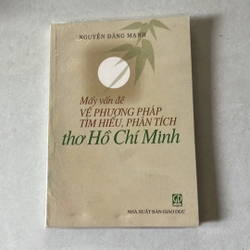 NGUYỄN ĐĂNG MẠNH
Mấy vấn đề
VỀ PHƯƠNG PHÁP
TÌM HIỂU, PHÂN TÍCH
thơ Hồ Chí Minh
NHÀ XUẤT BẢN GIÁO DỤC